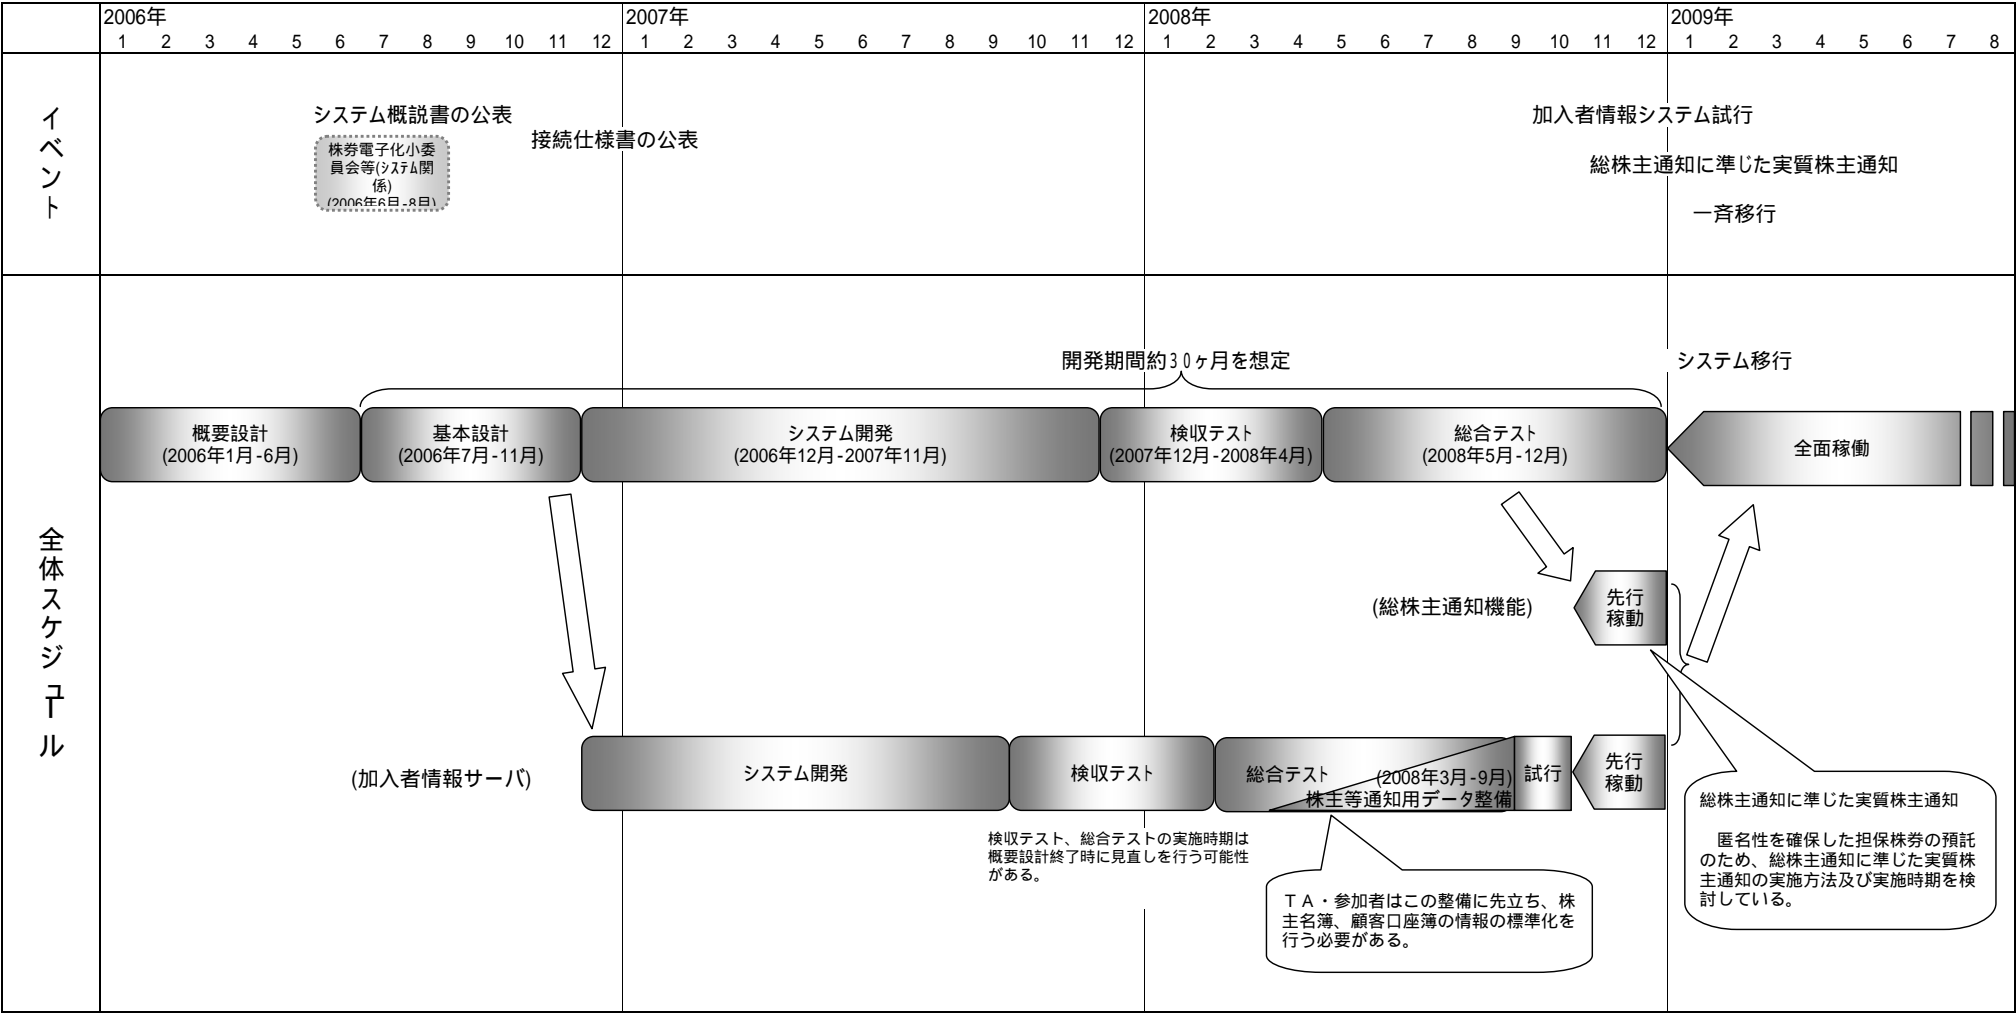 2006年
2007年
2008年
2009年
1 2 3 4 5 6 7 8 9 10 11 12 1 2 3 4 5 6 7 8 9 10 11 12 1 2 3 4 5 6 7 8 9 10 11 12 1 2 3 4 5 6 7 8
イベント
システム概説書の公表
株券電子化小委
員会等(ｼｽﾃﾑ関
係)
(2006年6月-8月)
接続仕様書の公表
加入者情報システム試行
総株主通知に準じた実質株主通知
一斉移行
全体スケジュール
開発期間約30ヶ月を想定
システム移行
概要設計
(2006年1月-6月)
基本設計
(2006年7月-11月)
システム開発
(2006年12月-2007年11月)
検収テスト
(2007年12月-2008年4月)
総合テスト
(2008年5月-12月)
全面稼働
(総株主通知機能)
先行
稼動
(加入者情報サーバ)
システム開発
検収テスト
総合テスト
(2008年3月-9月)
株主等通知用データ整備
試行
先行
稼動
検収テスト、総合テストの実施時期は
概要設計終了時に見直しを行う可能性
がある。
ＴＡ・参加者はこの整備に先立ち、株
主名簿、顧客口座簿の情報の標準化を
行う必要がある。
総株主通知に準じた実質株主通知
匿名性を確保した担保株券の預託
のため、総株主通知に準じた実質株
主通知の実施方法及び実施時期を検
討している。